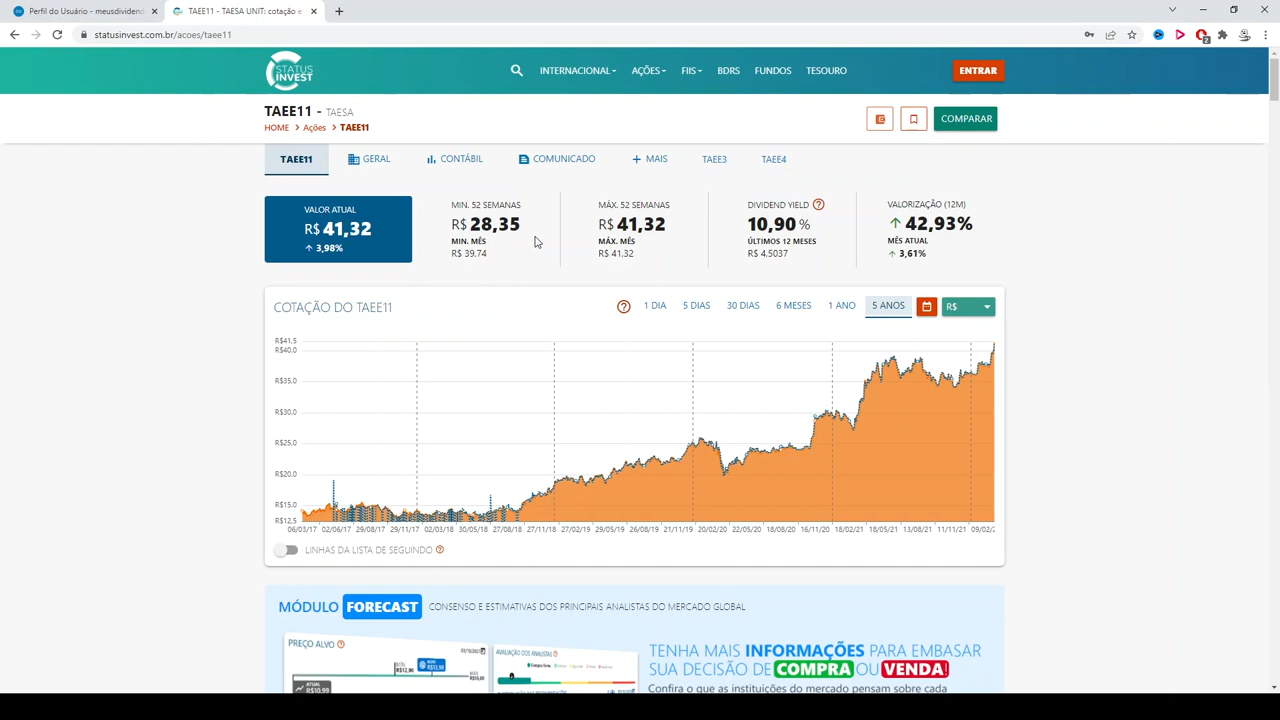 Perfil do Usuário - meusdividend
TAEE11 - TAESA UNIT: cotação e
statusinvest.com.br/acoes/taee11
2
STATUS
INVEST
INTERNACIONAL
AÇÕES
FIIS
BDRS
FUNDOS
TESOURO
ENTRAR
TAEE11 - TAESA
HOME > Ações > TAEE11
COMPARAR
TAEE11
GERAL
CONTÁBIL
COMUNICADO
+ MAIS
TAEE3
TAEE4
VALOR ATUAL
R$ 41,32
↑ 3,98%
MIN. 52 SEMANAS
R$ 28,35
MIN. MÊS
R$ 39,74
MÁX. 52 SEMANAS
R$ 41,32
MÁX. MÊS
R$ 41,32
DIVIDEND YIELD ?
10,90 %
ÚLTIMOS 12 MESES
R$ 4,5037
VALORIZAÇÃO (12M)
↑ 42,93%
MÊS ATUAL
↑ 3,61%
COTAÇÃO DO TAEE11
?
1 DIA
5 DIAS
30 DIAS
6 MESES
1 ANO
5 ANOS
R$
R$41.5
R$40.0
R$35.0
R$30.0
R$25.0
R$20.0
R$15.0
R$12.5
06/03/17 02/06/17 29/08/17 29/11/17 02/03/18 30/05/18 27/08/18 27/11/18 27/02/19 29/05/19 26/08/19 21/11/19 20/02/20 22/05/20 18/08/20 16/11/20 18/02/21 18/05/21 13/08/21 11/11/21 09/02/
LINHAS DA LISTA DE SEGUINDO ?
MÓDULO FORECAST
CONSENSO E ESTIMATIVAS DOS PRINCIPAIS ANALISTAS DO MERCADO GLOBAL
PREÇO ALVO ?
ATUAL
R$10,99
AVALIAÇÃO DOS ANALISTAS
TENHA MAIS INFORMAÇÕES PARA EMBASAR
SUA DECISÃO DE COMPRA OU VENDA!
Confira o que as instituições do mercado pensam sobre cada